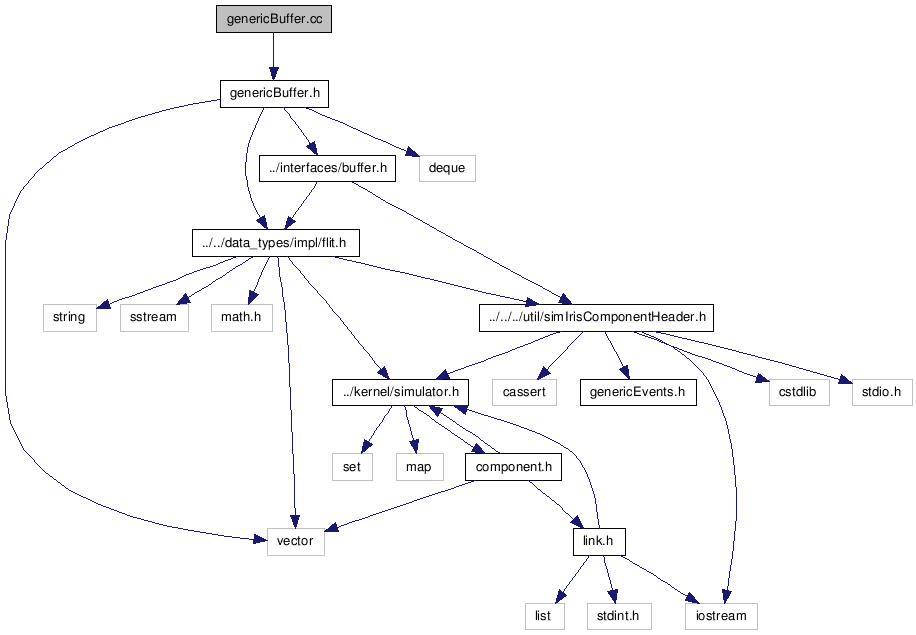 genericBuffer.cc
genericBuffer.h
../interfaces/buffer.h
deque
../../data_types/impl/flit.h
string
sstream
math.h
../../../util/simIrisComponentHeader.h
../kernel/simulator.h
cassert
genericEvents.h
cstdlib
stdio.h
set
map
component.h
vector
link.h
list
stdint.h
iostream